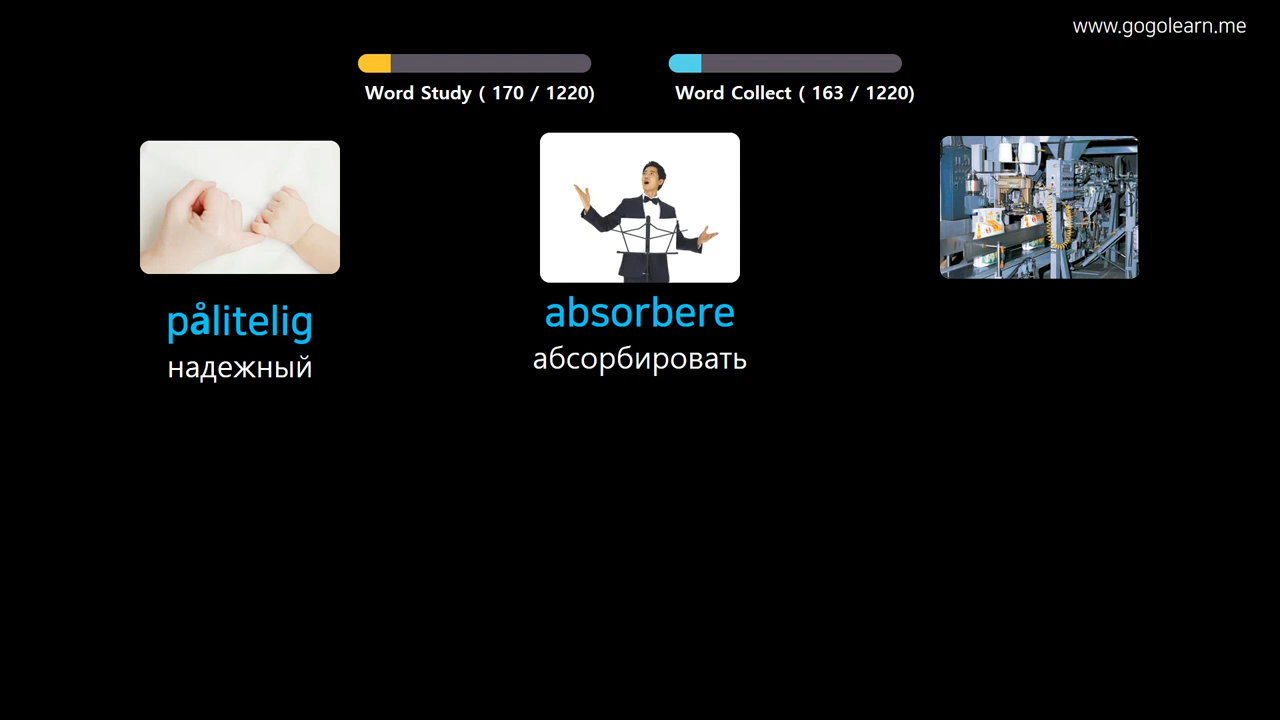 www.gogolearn.me
Word Study ( 170 / 1220)
Word Collect ( 163 / 1220)
pålitelig
надежный
absorbere
абсорбировать